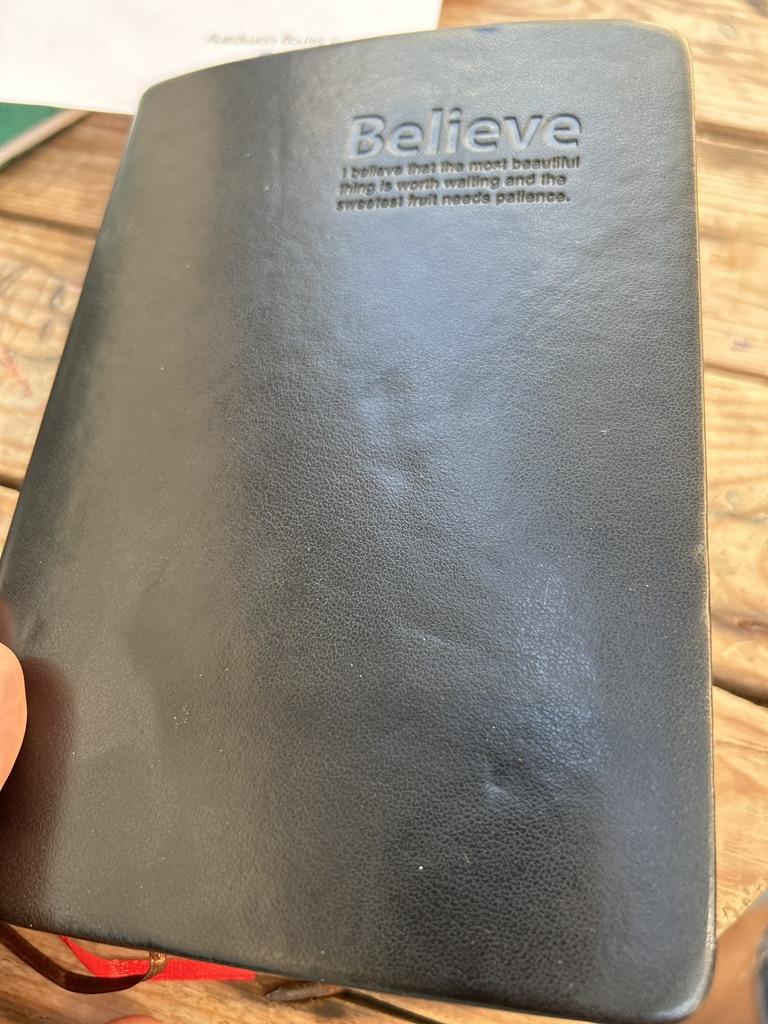 Believe
I believe that the most beautiful
thing is worth waiting and the
sweetest fruit needs patience.